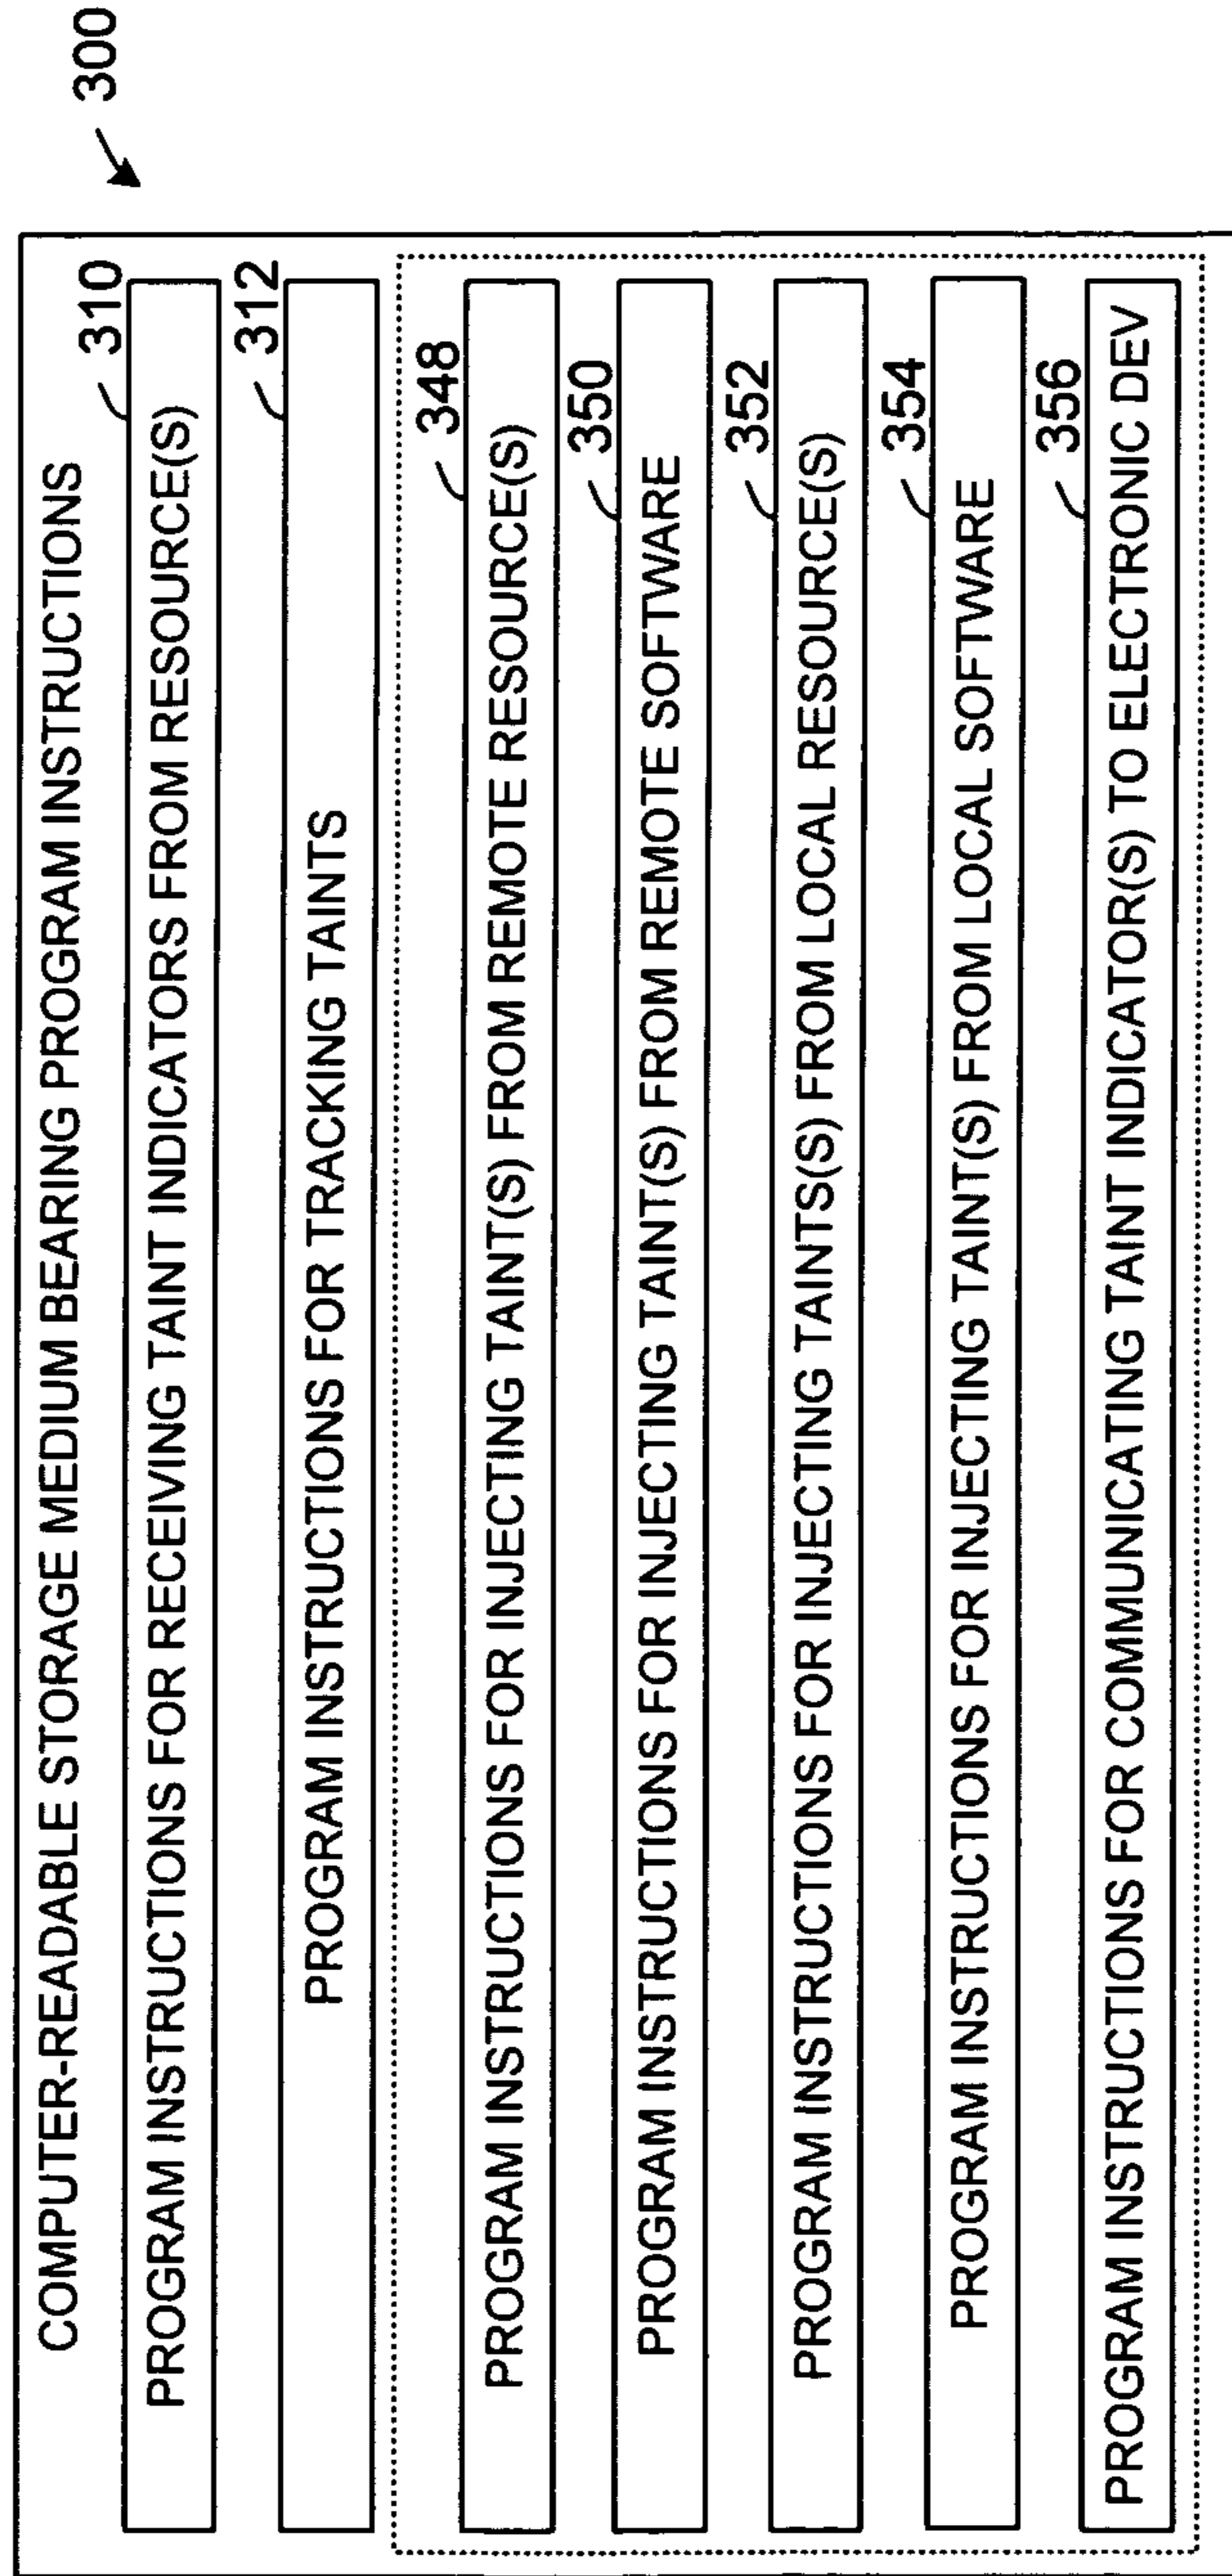 300
COMPUTER-READABLE STORAGE MEDIUM BEARING PROGRAM INSTRUCTIONS
310
PROGRAM INSTRUCTIONS FOR RECEIVING TAINT INDICATORS FROM RESOURCE(S)
312
PROGRAM INSTRUCTIONS FOR TRACKING TAINTS
348
PROGRAM INSTRUCTIONS FOR INJECTING TAINT(S) FROM REMOTE RESOURCE(S)
350
PROGRAM INSTRUCTIONS FOR INJECTING TAINT(S) FROM REMOTE SOFTWARE
352
PROGRAM INSTRUCTIONS FOR INJECTING TAINTS(S) FROM LOCAL RESOURCE(S)
354
PROGRAM INSTRUCTIONS FOR INJECTING TAINT(S) FROM LOCAL SOFTWARE
356
PROGRAM INSTRUCTIONS FOR COMMUNICATING TAINT INDICATOR(S) TO ELECTRONIC DEV